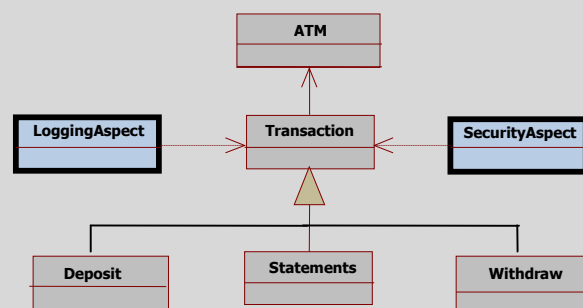 ATM
LoggingAspect
Transaction
SecurityAspect
Deposit
Statements
Withdraw